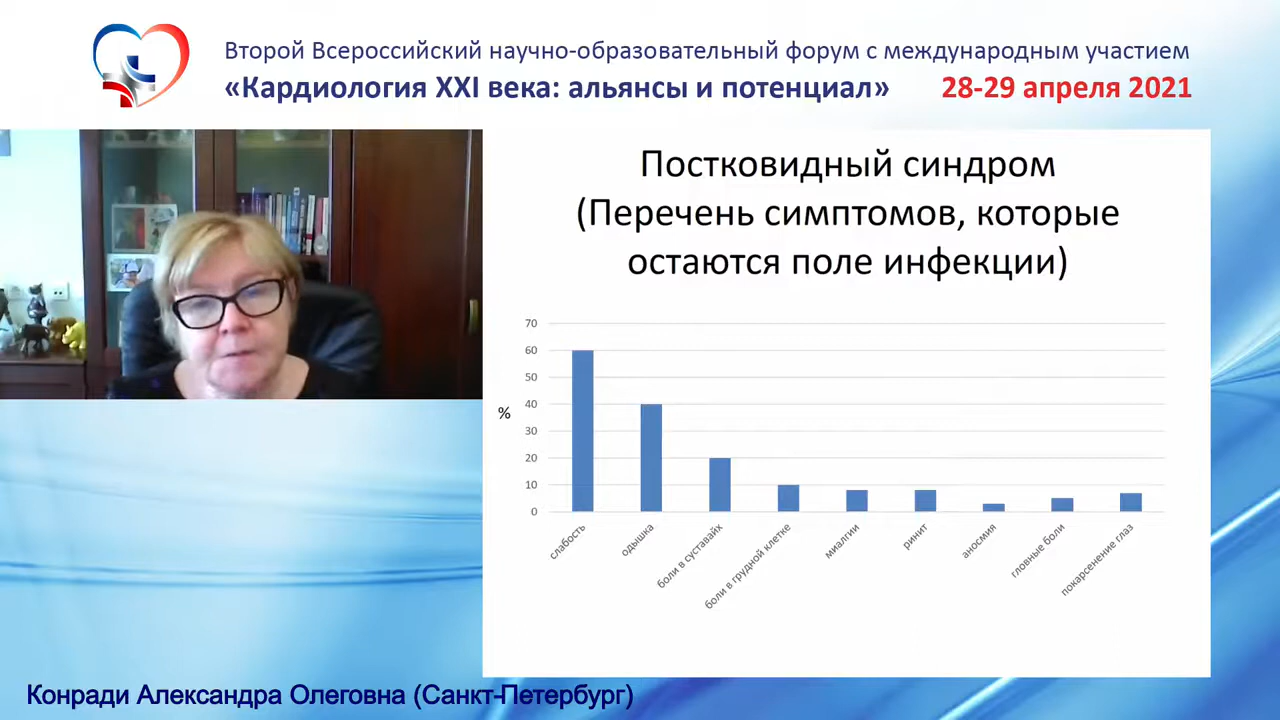 Второй Всероссийский научно-образовательный форум с международным участием
«Кардиология XXI века: альянсы и потенциал» 28-29 апреля 2021
Постковидный синдром
(Перечень симптомов, которые
остаются поле инфекции)
70
60
50
40
30
20
10
0
%
слабость
одышка
боли в суставайх
боли в грудной клетке
миалгии
ринит
аносмия
гловные боли
покарсенение глаз
Конради Александра Олеговна (Санкт-Петербург)